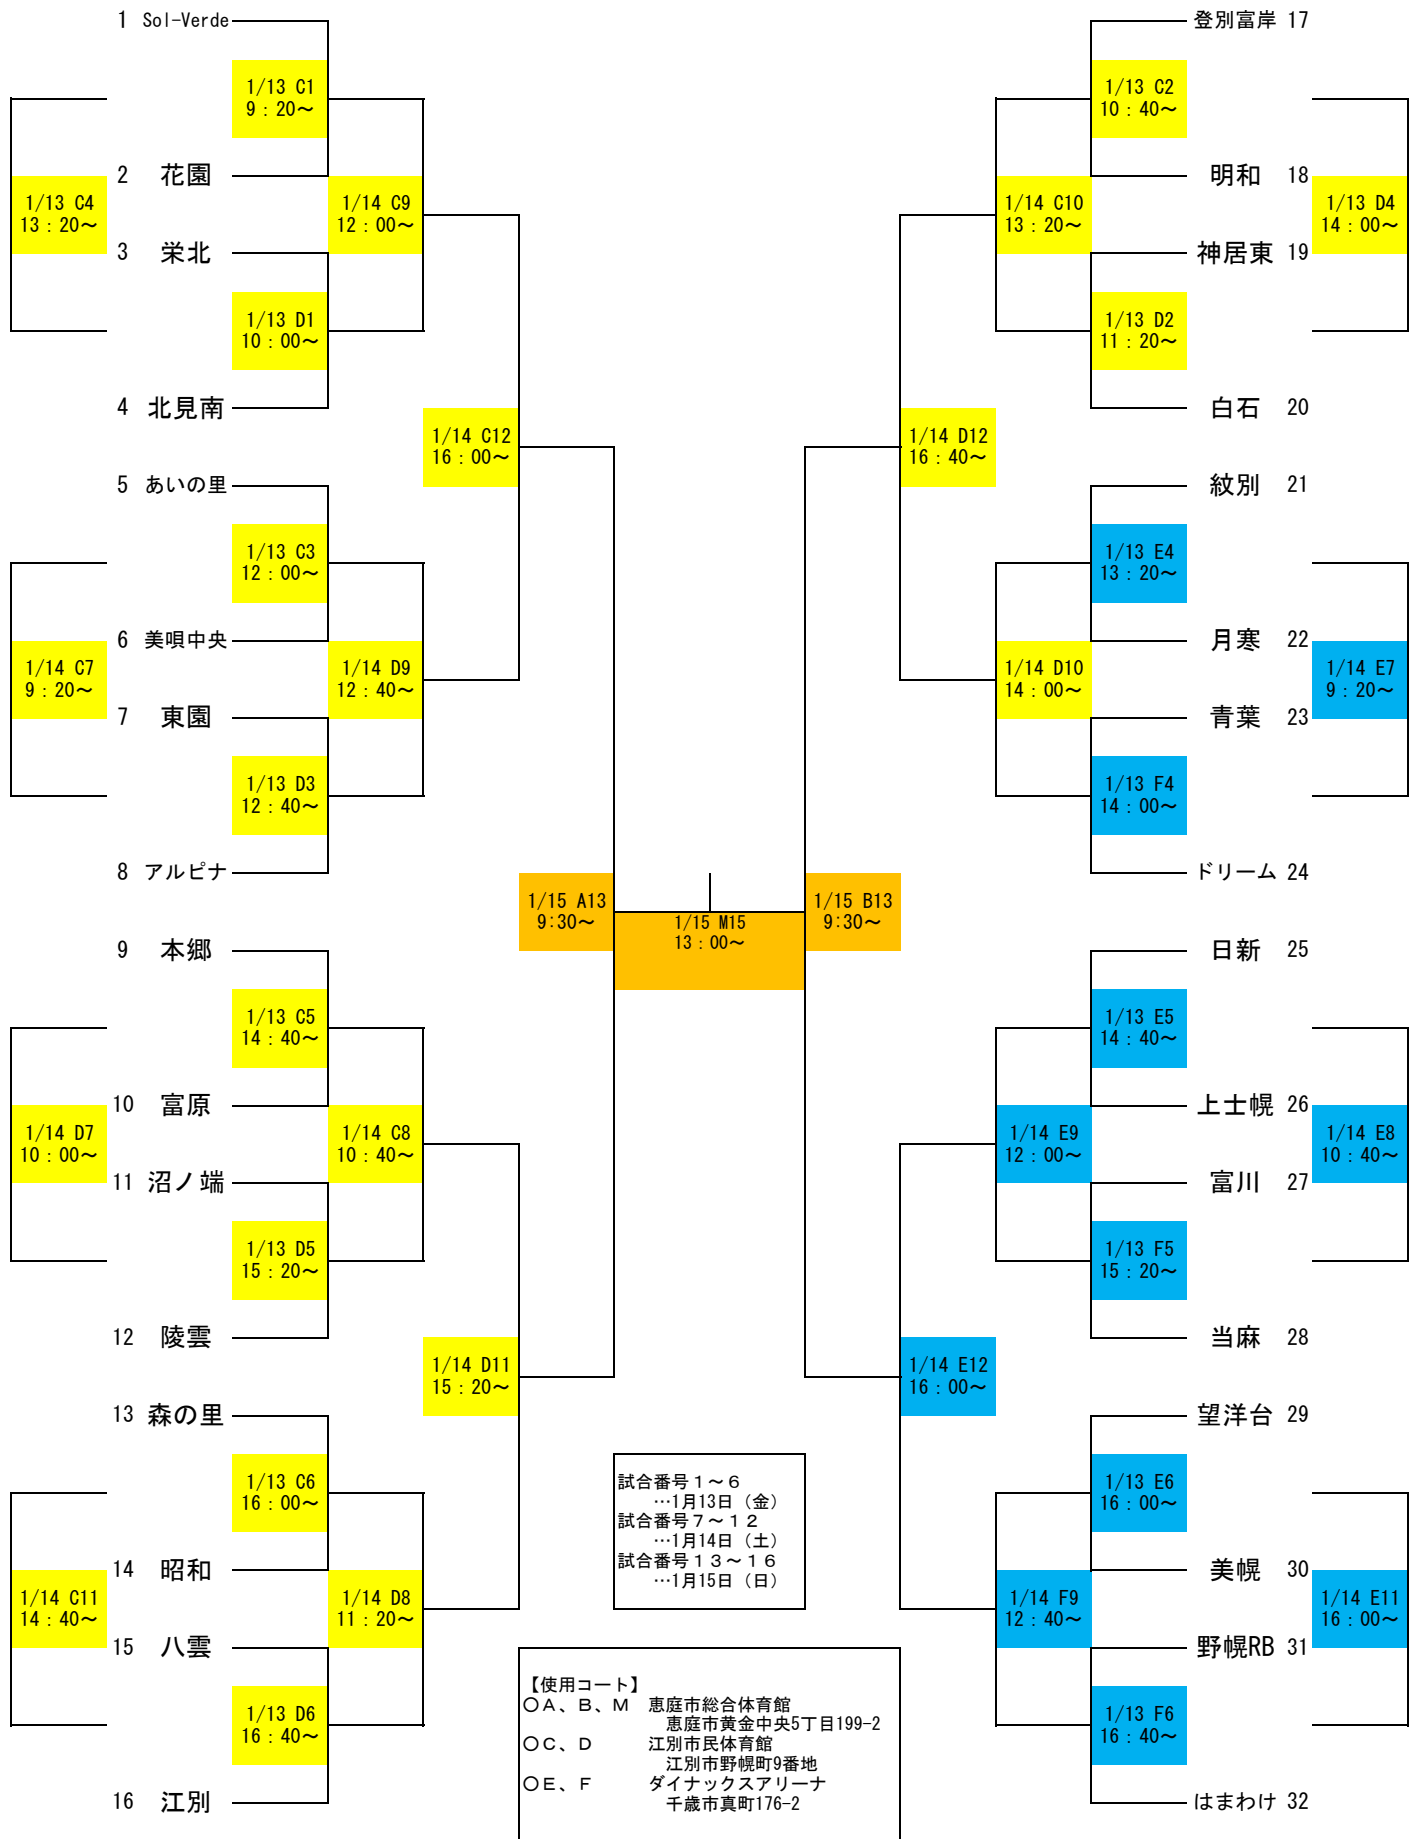 1 Sol-Verde
1/13 C1
9：20～
2 花園
1/13 C4
13：20～
1/14 C9
12：00～
3 栄北
1/13 D1
10：00～
4 北見南
1/14 C12
16：00～
5 あいの里
1/13 C3
12：00～
6 美唄中央
1/14 C7
9：20～
1/14 D9
12：40～
7 東園
1/13 D3
12：40～
8 アルピナ
1/15 A13
9:30～
1/15 M15
13：00～
1/15 B13
9:30～
9 本郷
1/13 C5
14：40～
10 富原
1/14 D7
10：00～
1/14 C8
10：40～
11 沼ノ端
1/13 D5
15：20～
12 陵雲
1/14 D11
15：20～
13 森の里
1/13 C6
16：00～
14 昭和
1/14 C11
14：40～
1/14 D8
11：20～
15 八雲
1/13 D6
16：40～
16 江別
登別富岸 17
1/13 C2
10：40～
明和 18
1/14 C10
13：20～
1/13 D4
14：00～
神居東 19
1/13 D2
11：20～
白石 20
1/14 D12
16：40～
紋別 21
1/13 E4
13：20～
月寒 22
1/14 D10
14：00～
1/14 E7
9：20～
青葉 23
1/13 F4
14：00～
ドリーム 24
日新 25
1/13 E5
14：40～
上士幌 26
1/14 E9
12：00～
1/14 E8
10：40～
富川 27
1/13 F5
15：20～
当麻 28
1/14 E12
16：00～
望洋台 29
1/13 E6
16：00～
美幌 30
1/14 F9
12：40～
1/14 E11
16：00～
野幌RB 31
1/13 F6
16：40～
はまわけ 32
試合番号１～６
…1月13日（金）
試合番号７～１２
…1月14日（土）
試合番号１３～１６
…1月15日（日）
【使用コート】
〇Ａ、Ｂ、Ｍ 恵庭市総合体育館
恵庭市黄金中央5丁目199-2
〇Ｃ、Ｄ 江別市民体育館
江別市野幌町9番地
〇Ｅ、Ｆ ダイナックスアリーナ
千歳市真町176-2